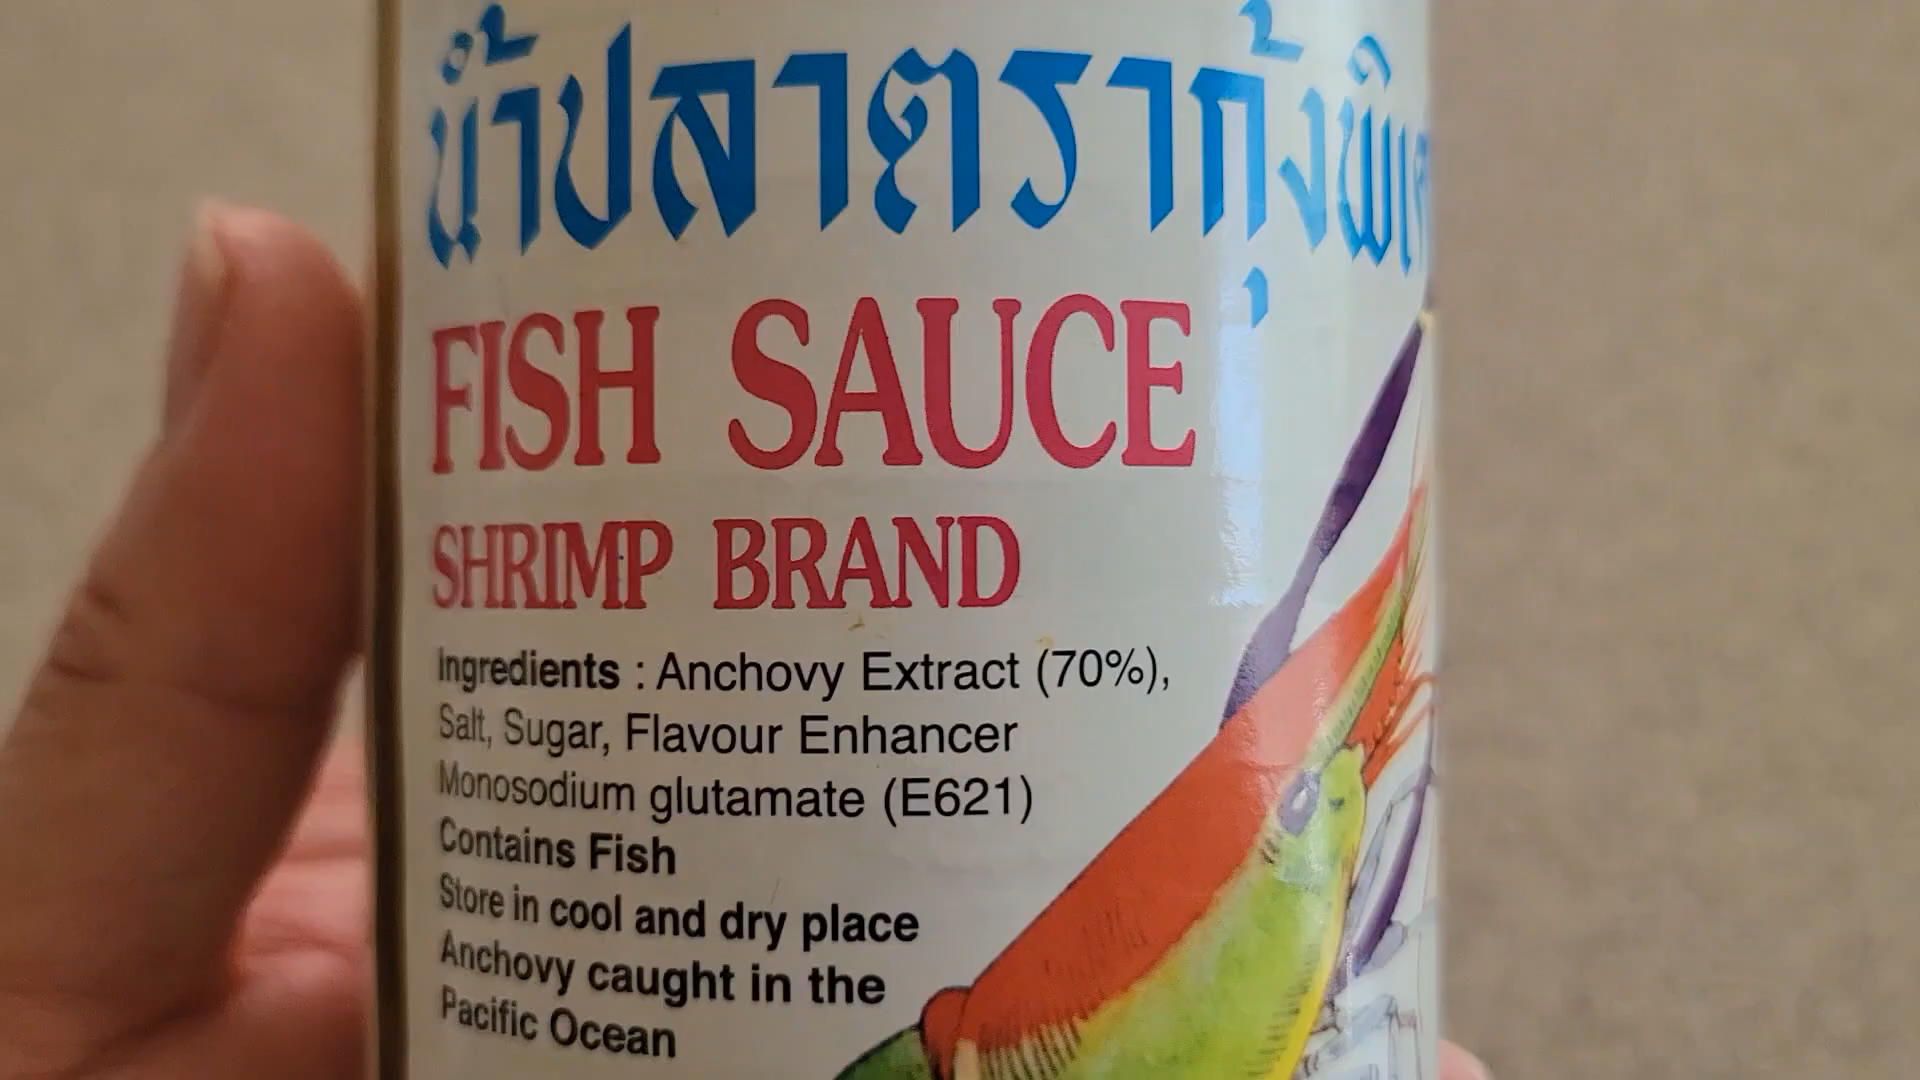 น้ำปลาตรากุ้ง
FISH SAUCE
SHRIMP BRAND
Ingredients : Anchovy Extract (70%),
Salt, Sugar, Flavour Enhancer
Monosodium glutamate (E621)
Contains Fish
Store in cool and dry place
Anchovy caught in the
Pacific Ocean